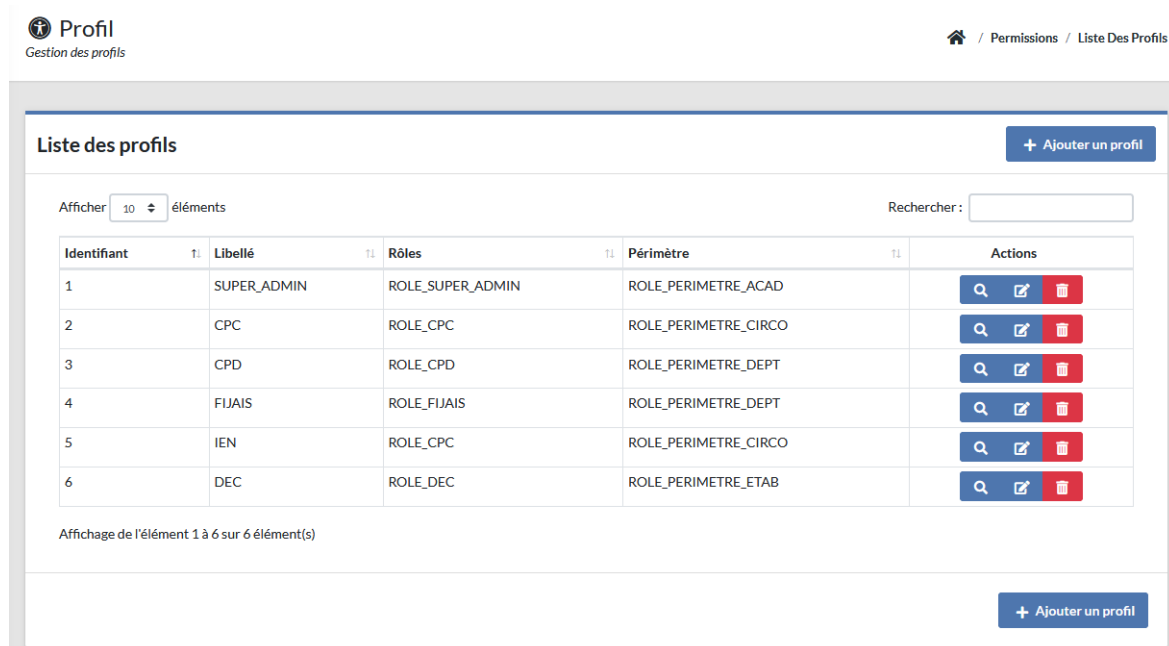 Profil
Gestion des profils
/ Permissions / Liste Des Profils
Liste des profils
+ Ajouter un profil
Afficher 10 éléments
Rechercher :
Identifiant Libellé Rôles Périmètre Actions
1 SUPER_ADMIN ROLE_SUPER_ADMIN ROLE_PERIMETRE_ACAD
2 CPC ROLE_CPC ROLE_PERIMETRE_CIRCO
3 CPD ROLE_CPD ROLE_PERIMETRE_DEPT
4 FIJAIS ROLE_FIJAIS ROLE_PERIMETRE_DEPT
5 IEN ROLE_CPC ROLE_PERIMETRE_CIRCO
6 DEC ROLE_DEC ROLE_PERIMETRE_ETAB
Affichage de l'élément 1 à 6 sur 6 élément(s)
+ Ajouter un profil